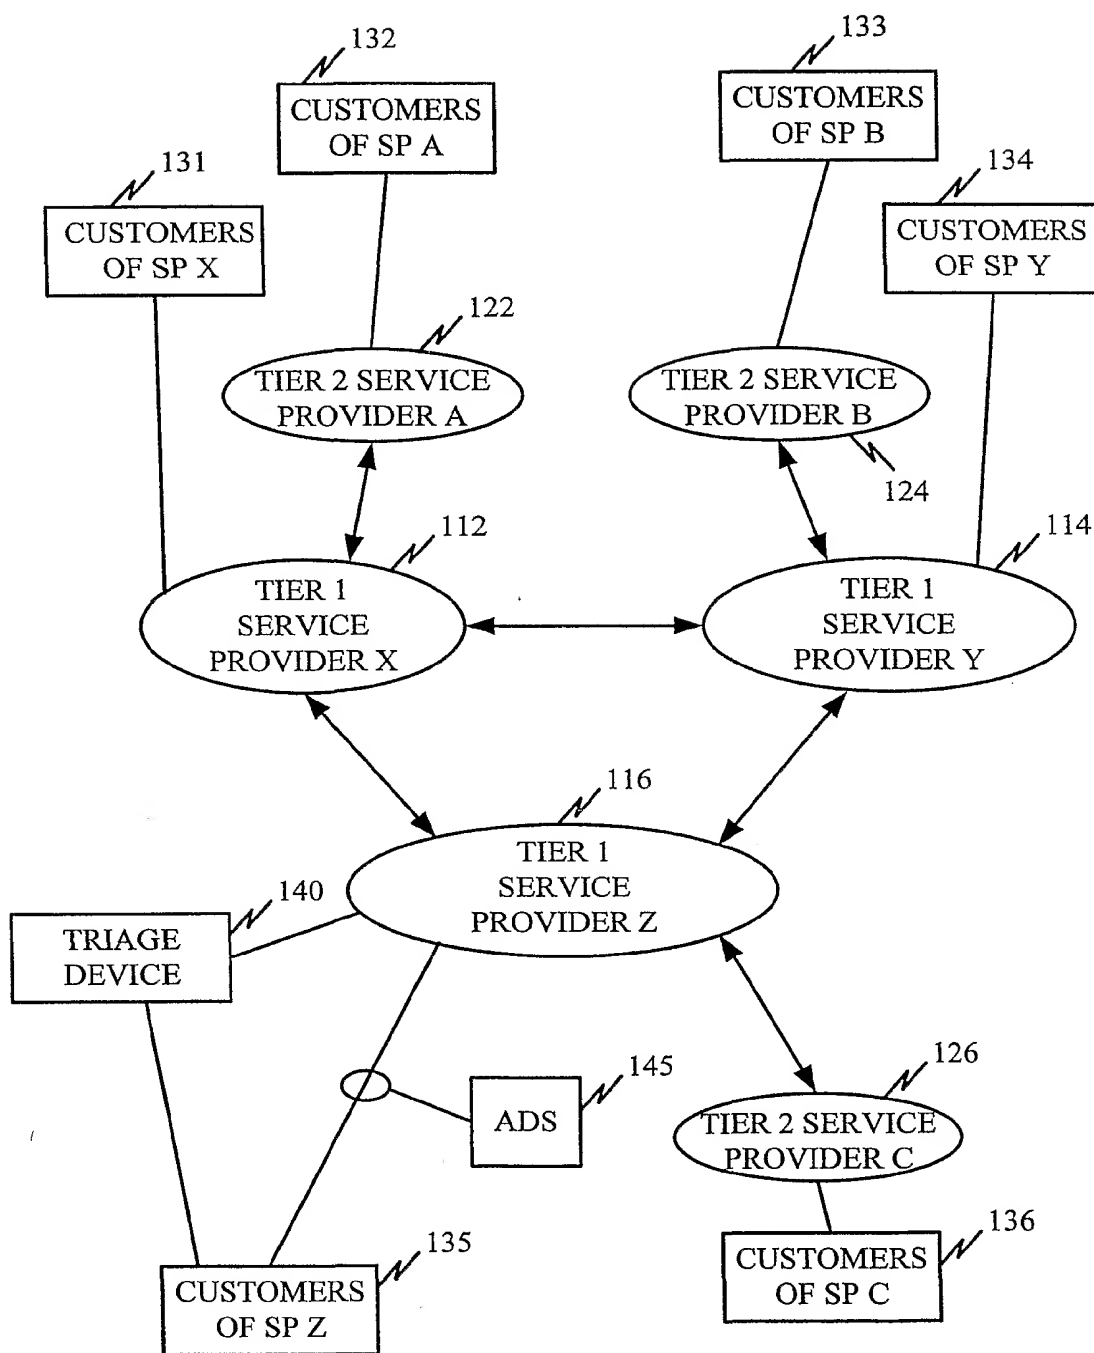 132
CUSTOMERS
OF SP A
133
CUSTOMERS
OF SP B
131
CUSTOMERS
OF SP X
134
CUSTOMERS
OF SP Y
122
TIER 2 SERVICE
PROVIDER A
TIER 2 SERVICE
PROVIDER B
124
112
TIER 1
SERVICE
PROVIDER X
114
TIER 1
SERVICE
PROVIDER Y
116
TIER 1
SERVICE
PROVIDER Z
140
TRIAGE
DEVICE
145
ADS
126
TIER 2 SERVICE
PROVIDER C
135
CUSTOMERS
OF SP Z
136
CUSTOMERS
OF SP C